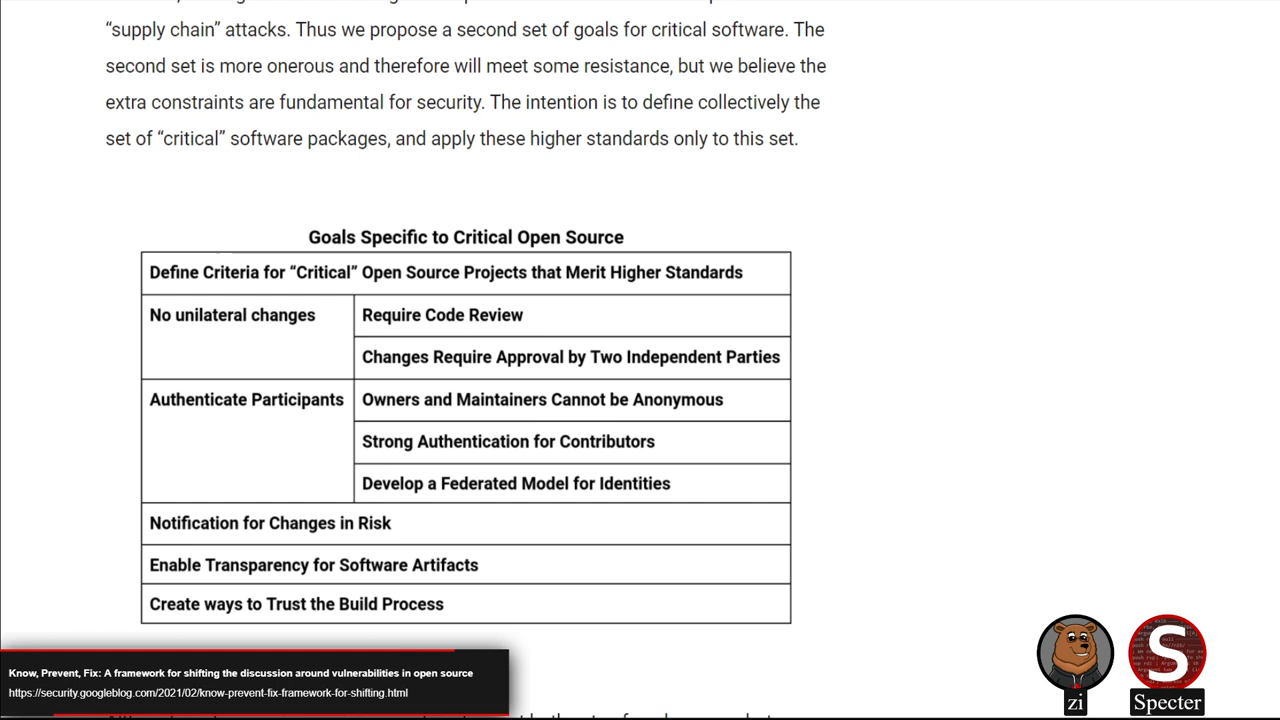 “supply chain” attacks. Thus we propose a second set of goals for critical software. The
second set is more onerous and therefore will meet some resistance, but we believe the
extra constraints are fundamental for security. The intention is to define collectively the
set of “critical” software packages, and apply these higher standards only to this set.
Goals Specific to Critical Open Source
Define Criteria for “Critical” Open Source Projects that Merit Higher Standards
No unilateral changes
Require Code Review
Changes Require Approval by Two Independent Parties
Authenticate Participants
Owners and Maintainers Cannot be Anonymous
Strong Authentication for Contributors
Develop a Federated Model for Identities
Notification for Changes in Risk
Enable Transparency for Software Artifacts
Create ways to Trust the Build Process
Know, Prevent, Fix: A framework for shifting the discussion around vulnerabilities in open source
https://security.googleblog.com/2021/02/know-prevent-fix-framework-for-shifting.html
S
zi
Specter